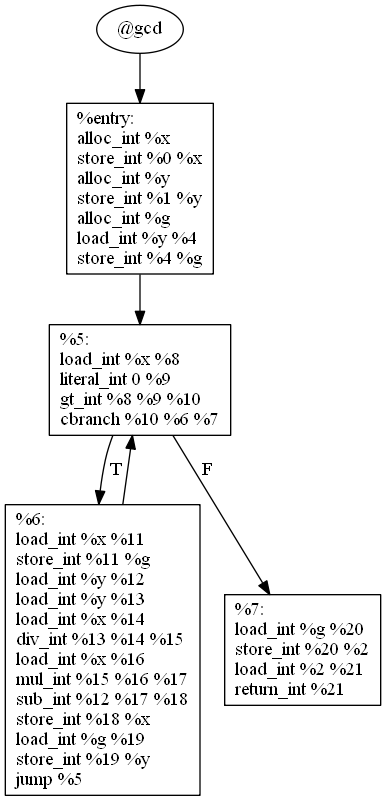 @gcd
%entry:
alloc_int %x
store_int %0 %x
alloc_int %y
store_int %1 %y
alloc_int %g
load_int %y %4
store_int %4 %g
%5:
load_int %x %8
literal_int 0 %9
gt_int %8 %9 %10
cbranch %10 %6 %7
T
F
%6:
load_int %x %11
store_int %11 %g
load_int %y %12
load_int %y %13
load_int %x %14
div_int %13 %14 %15
load_int %x %16
mul_int %15 %16 %17
sub_int %12 %17 %18
store_int %18 %x
load_int %g %19
store_int %19 %y
jump %5
%7:
load_int %g %20
store_int %20 %2
load_int %2 %21
return_int %21